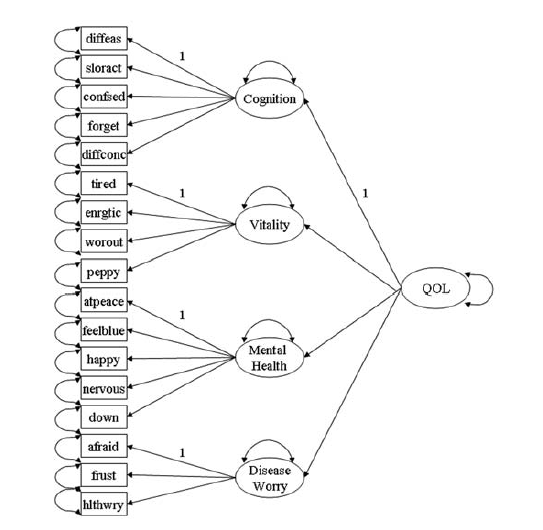 diffeas
1
sloract
confsed
Cognition
forget
diffconc
tired
1
1
enrgtic
Vitality
worout
peppy
QOL
atpeace
1
feelblue
happy
Mental
Health
nervous
down
afraid
1
frust
Disease
Worry
hlthwry